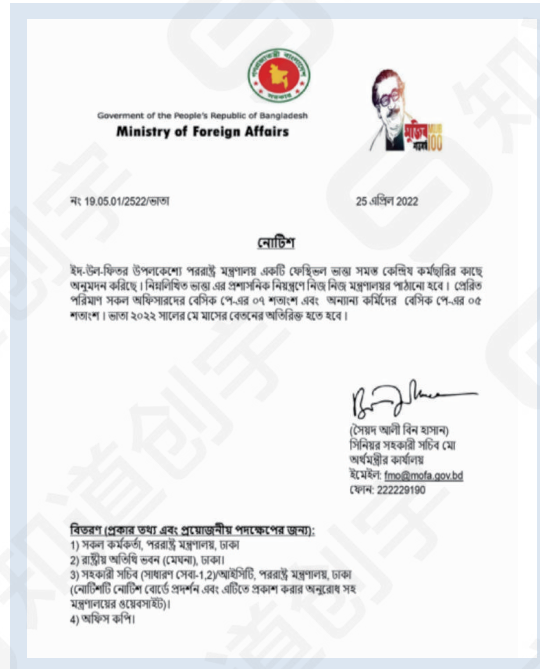 Goverment of the People's Republic of Bangladesh
Ministry of Foreign Affairs
মুজিব
শতবর্ষ 100
নং 19.05.01/2522/ভাতা
25 এপ্রিল 2022
নোটিশ
ইদ-উল-ফিতর উপলকেশ্যে পররাষ্ট্র মন্ত্রণালয় একটি ফেস্থিভল ভাত্তা সমস্ত কেন্দ্রিয় কর্মছারির কাছে
অনুমদন করিছে। নিম্নলিখিত ভাত্তা এর প্রশাসনিক নিয়ন্ত্রণে নিজ নিজ মন্ত্রণালয়র পাঠানো হবে। প্রেরিত
পরিমাণ সকল অফিসারদের বেসিক পে-এর ০৭ শতাংশ এবং অন্যান্য কর্মিদের বেসিক পে-এর ০৫
শতাংশ। ভাতা ২০২২ সালের মে মাসের বেতনের অতিরিক্ত হতে হবে।
(সৈয়দ আলী বিন হাসান)
সিনিয়র সহকারী সচিব মো
অর্থমন্ত্রীর কার্যালয়
ইমেইল: fmo@mofa.gov.bd
ফোন: 222229190
বিতরণ (প্রকার তথ্য এবং প্রয়োজনীয় পদক্ষেপের জন্য):
1) সকল কর্মকর্তা, পররাষ্ট্র মন্ত্রণালয়, ঢাকা
2) রাষ্ট্রীয় অতিথি ভবন (মেঘনা), ঢাকা।
3) সহকারী সচিব (সাধারণ সেবা-1,2)/আইসিটি, পররাষ্ট্র মন্ত্রণালয়, ঢাকা
(নোটিশটি নোটিশ বোর্ডে প্রদর্শন এবং এটিতে প্রকাশ করার অনুরোধ সহ
মন্ত্রণালয়ের ওয়েবসাইট)।
4) অফিস কপি।